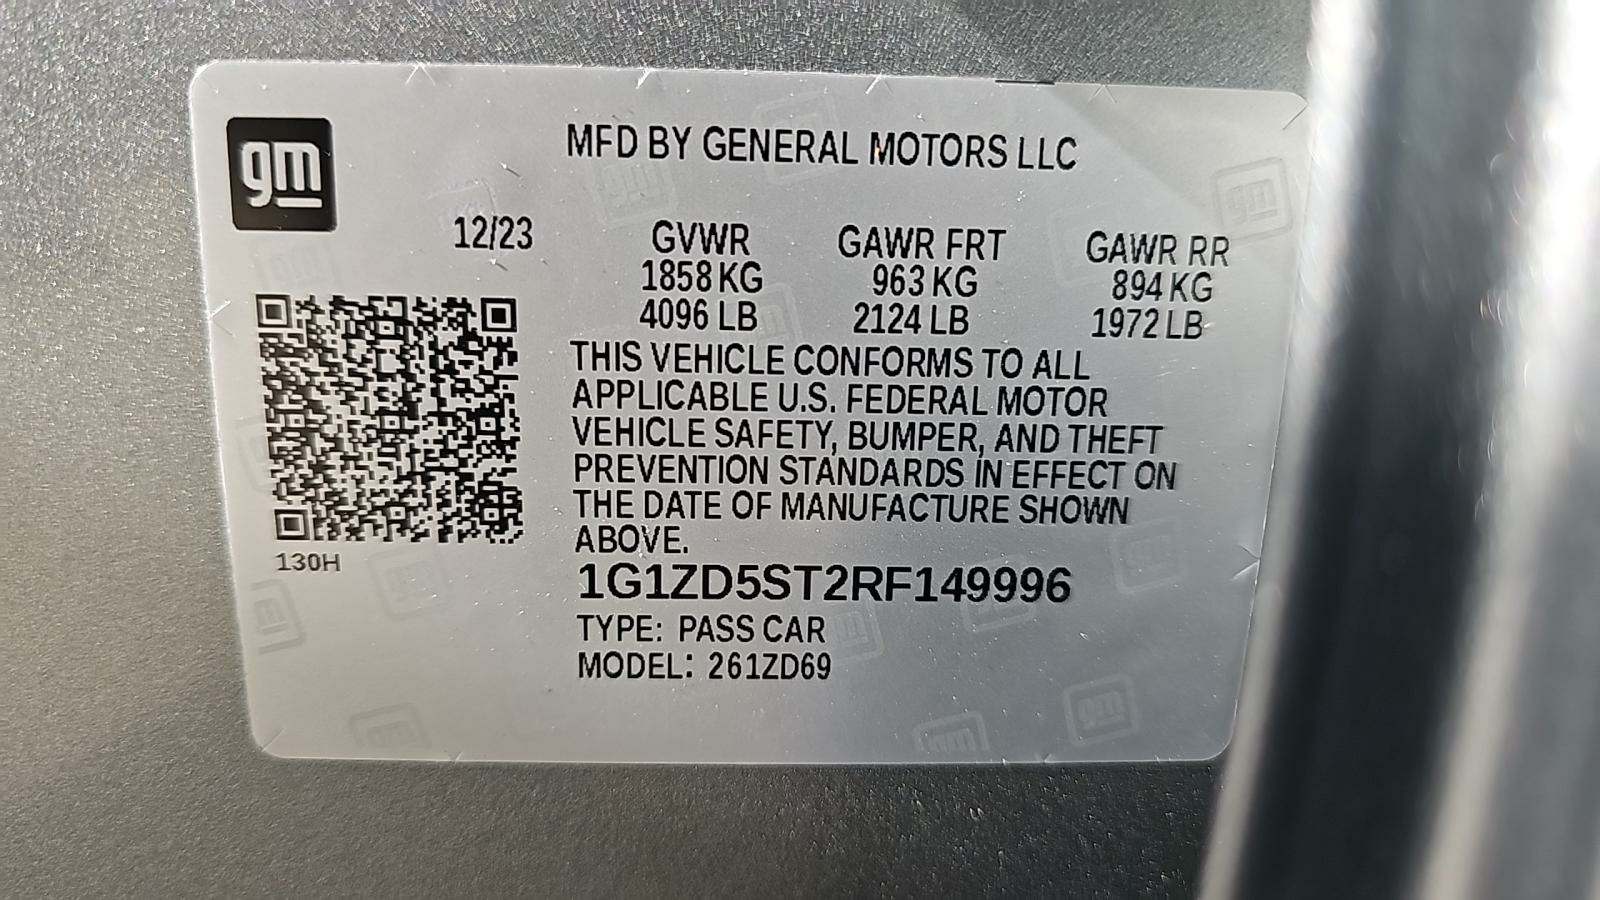 gm
MFD BY GENERAL MOTORS LLC
12/23 GVWR GAWR FRT GAWR RR
1858 KG 963 KG 894 KG
4096 LB 2124 LB 1972 LB
THIS VEHICLE CONFORMS TO ALL
APPLICABLE U.S. FEDERAL MOTOR
VEHICLE SAFETY, BUMPER, AND THEFT
PREVENTION STANDARDS IN EFFECT ON
THE DATE OF MANUFACTURE SHOWN
ABOVE.
130H
1G1ZD5ST2RF149996
TYPE: PASS CAR
MODEL: 261ZD69